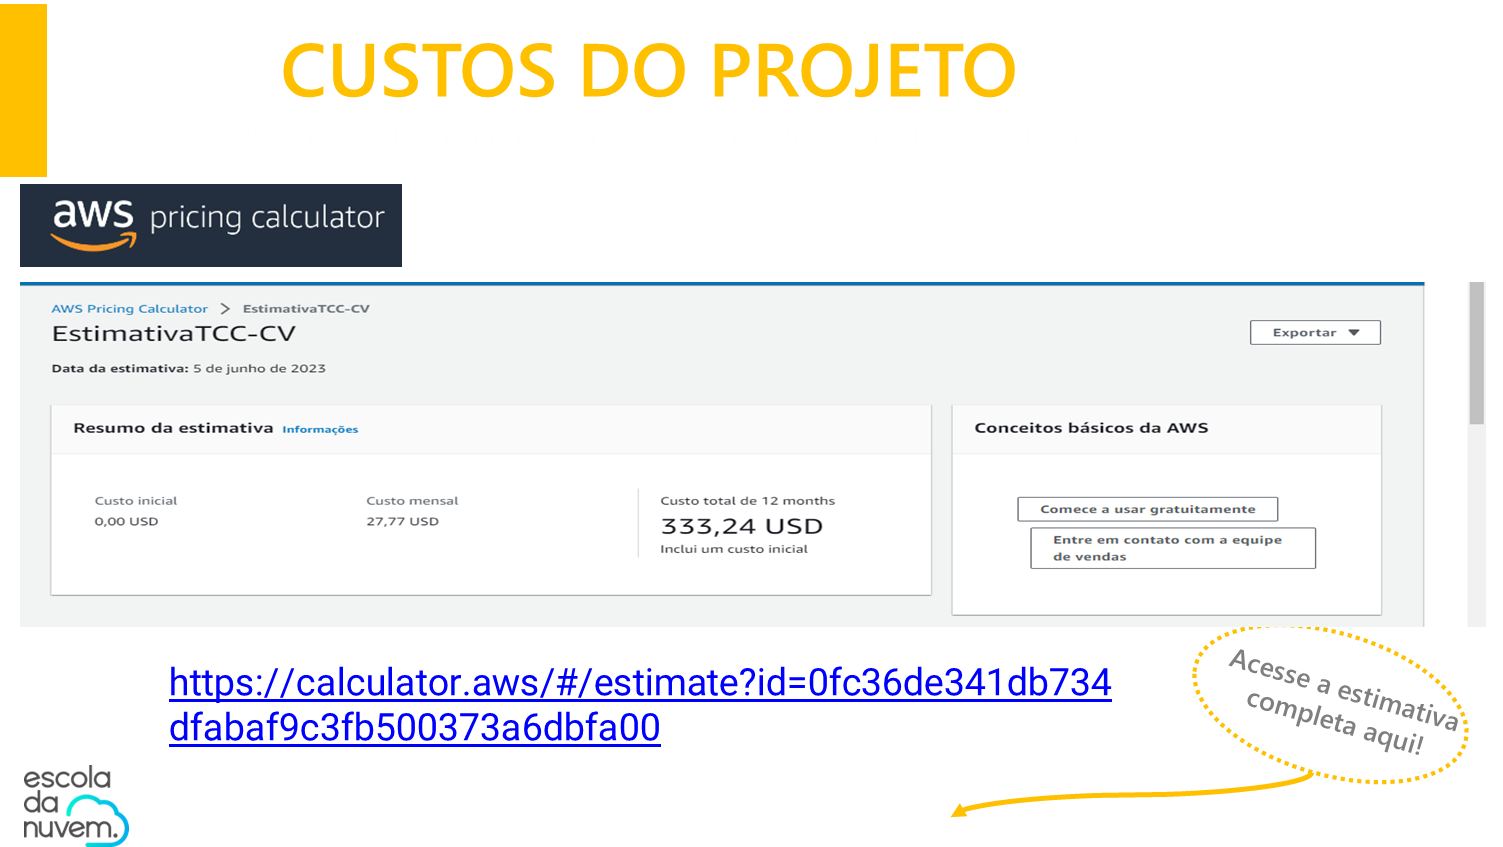 CUSTOS DO PROJETO
aws pricing calculator
AWS Pricing Calculator > EstimativaTCC-CV
EstimativaTCC-CV
Exportar
Data da estimativa: 5 de junho de 2023
Resumo da estimativa Informações
Custo inicial
0,00 USD
Custo mensal
27,77 USD
Custo total de 12 months
333,24 USD
Inclui um custo inicial
Conceitos básicos da AWS
Comece a usar gratuitamente
Entre em contato com a equipe
de vendas
https://calculator.aws/#/estimate?id=0fc36de341db734
dfabaf9c3fb500373a6dbfa00
Acesse a estimativa
completa aqui!
escola
da
nuvem.